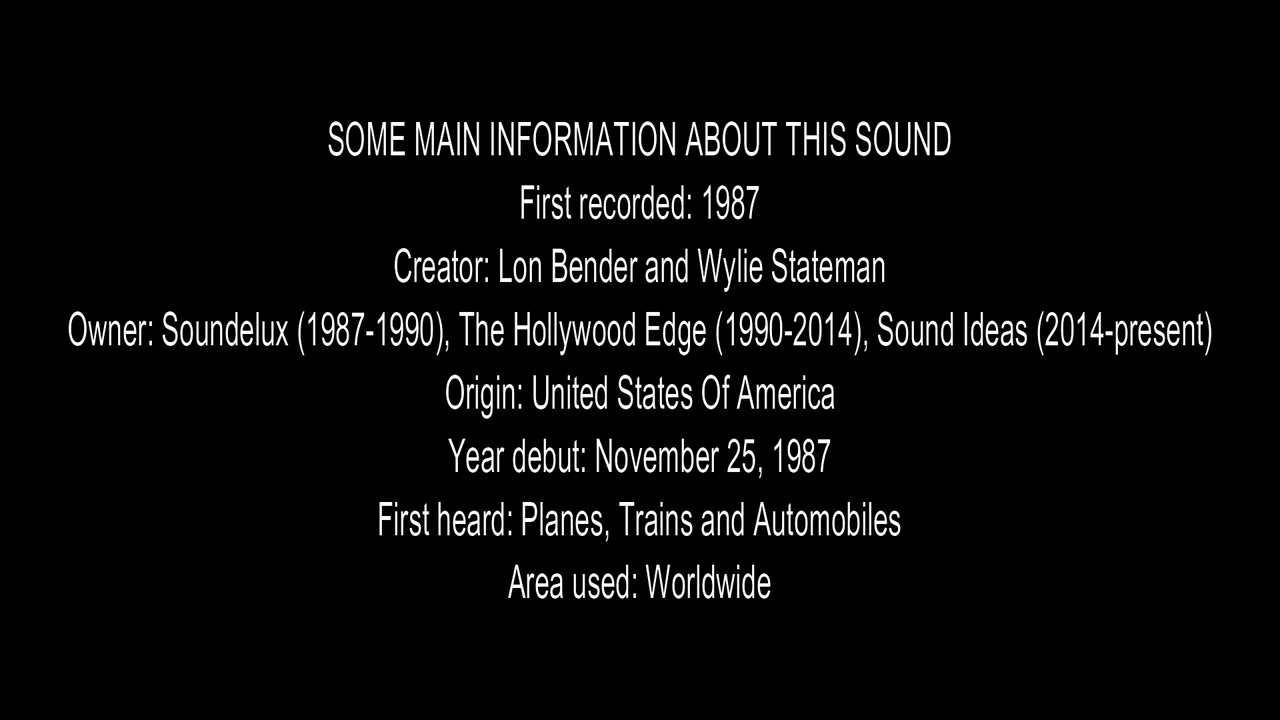 SOME MAIN INFORMATION ABOUT THIS SOUND
First recorded: 1987
Creator: Lon Bender and Wylie Stateman
Owner: Soundelux (1987-1990), The Hollywood Edge (1990-2014), Sound Ideas (2014-present)
Origin: United States Of America
Year debut: November 25, 1987
First heard: Planes, Trains and Automobiles
Area used: Worldwide